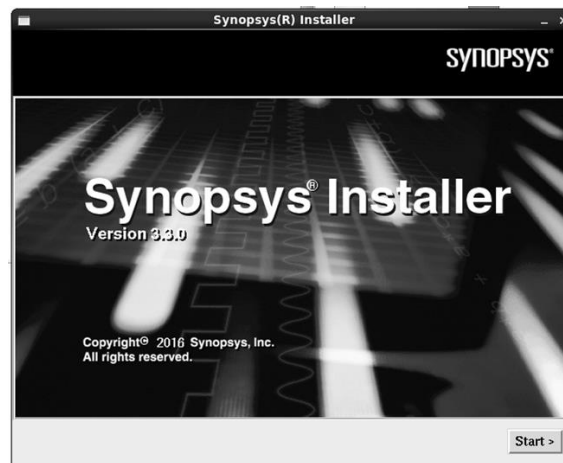 Synopsys(R) Installer
SYNOPSYS®
Synopsys® Installer
Version 3.3.0
Copyright© 2016 Synopsys, Inc.
All rights reserved.
Start >